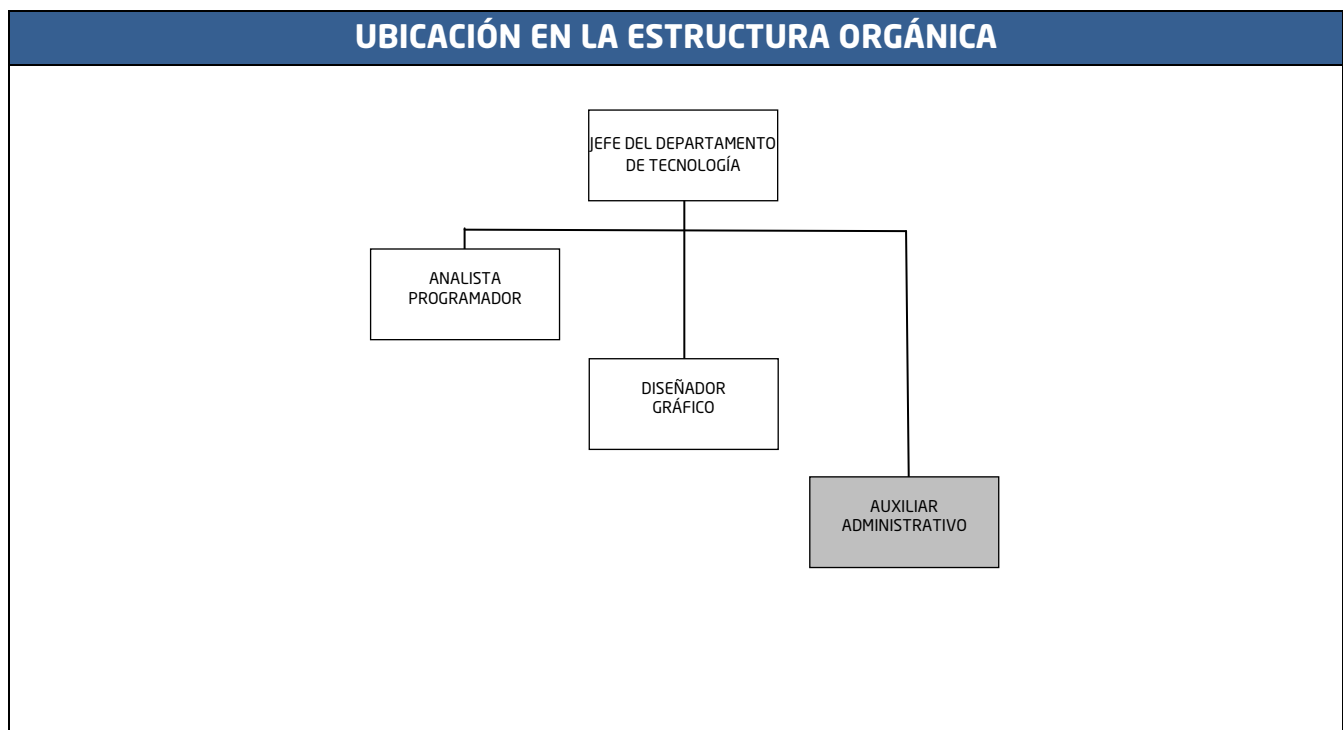 UBICACIÓN EN LA ESTRUCTURA ORGÁNICA
JEFE DEL DEPARTAMENTO
DE TECNOLOGÍA
ANALISTA
PROGRAMADOR
DISEÑADOR
GRÁFICO
AUXILIAR
ADMINISTRATIVO